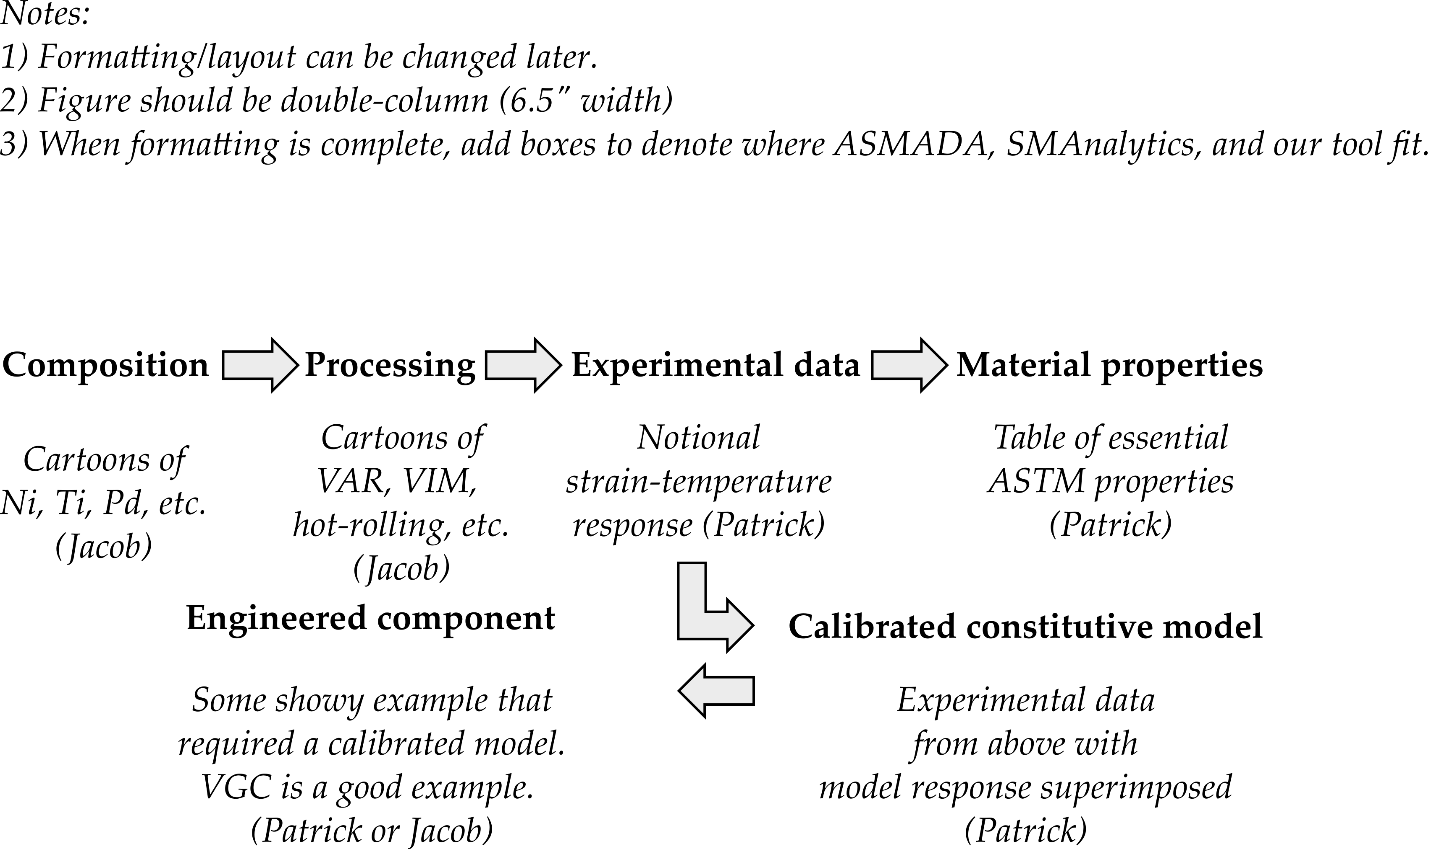 Notes:
1) Formatting/layout can be changed later.
2) Figure should be double-column (6.5" width)
3) When formatting is complete, add boxes to denote where ASMADA, SMAnalytics, and our tool fit.
Composition
Processing
Experimental data
Material properties
Cartoons of
Ni, Ti, Pd, etc.
(Jacob)
Cartoons of
VAR, VIM,
hot-rolling, etc.
(Jacob)
Notional
strain-temperature
response (Patrick)
Table of essential
ASTM properties
(Patrick)
Engineered component
Some showy example that
required a calibrated model.
VGC is a good example.
(Patrick or Jacob)
Calibrated constitutive model
Experimental data
from above with
model response superimposed
(Patrick)